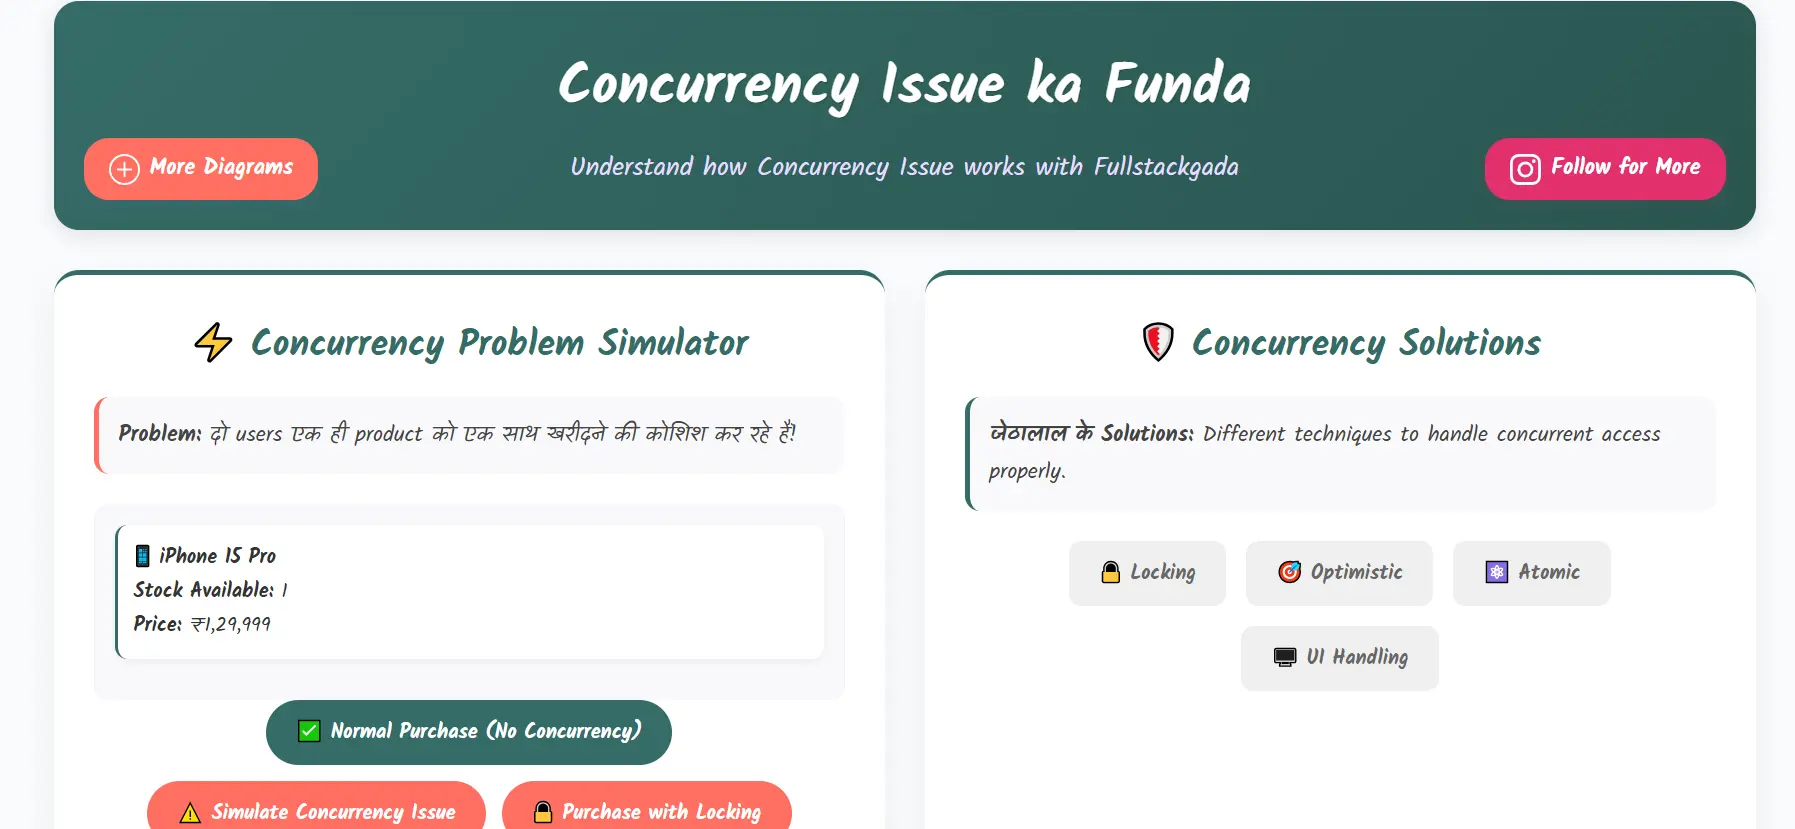 Concurrency Issue ka Funda
More Diagrams
Understand how Concurrency Issue works with Fullstackgada
Follow for More
Concurrency Problem Simulator
Problem: दो users एक ही product को एक साथ खरीदने की कोशिश कर रहे हैं!
iPhone 15 Pro
Stock Available: 1
Price: ₹1,29,999
Normal Purchase (No Concurrency)
Simulate Concurrency Issue
Purchase with Locking
Concurrency Solutions
जेठालाल के Solutions: Different techniques to handle concurrent access
properly.
Locking
Optimistic
Atomic
UI Handling